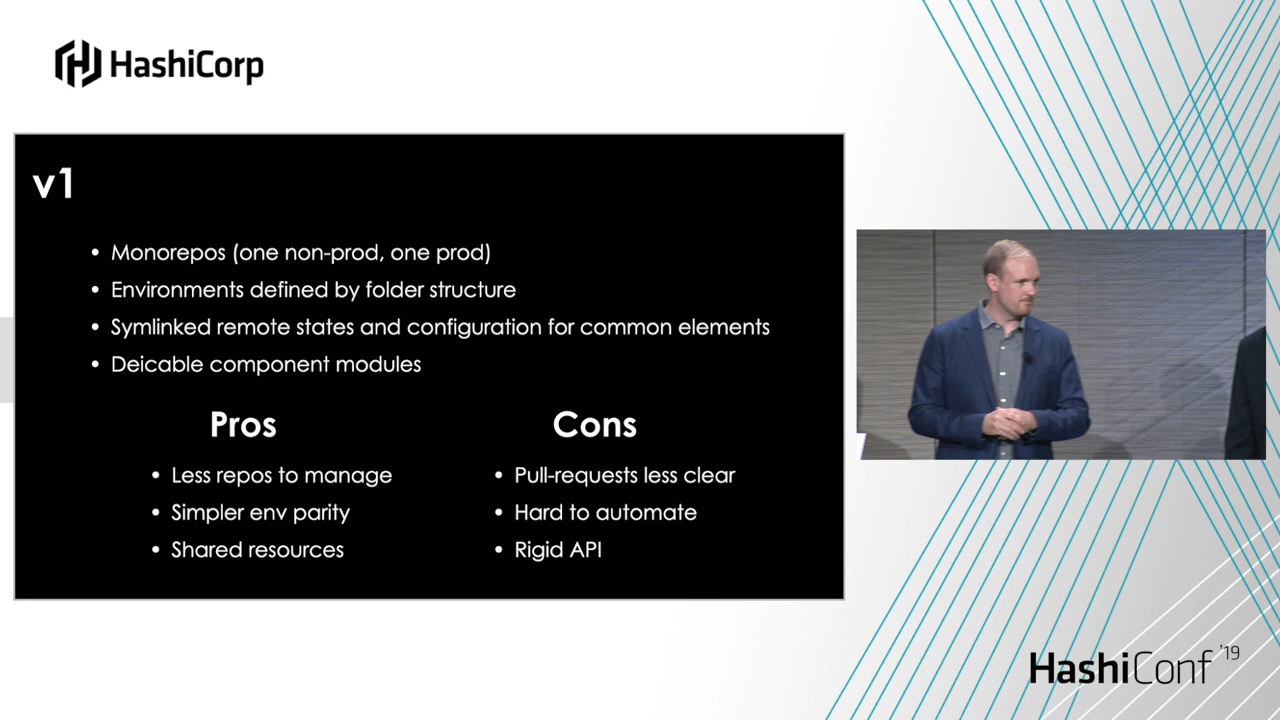 HashiCorp
v1
• Monorepos (one non-prod, one prod)
• Environments defined by folder structure
• Symlinked remote states and configuration for common elements
• Deicable component modules
Pros
• Less repos to manage
• Simpler env parity
• Shared resources
Cons
• Pull-requests less clear
• Hard to automate
• Rigid API
HashiConf '19